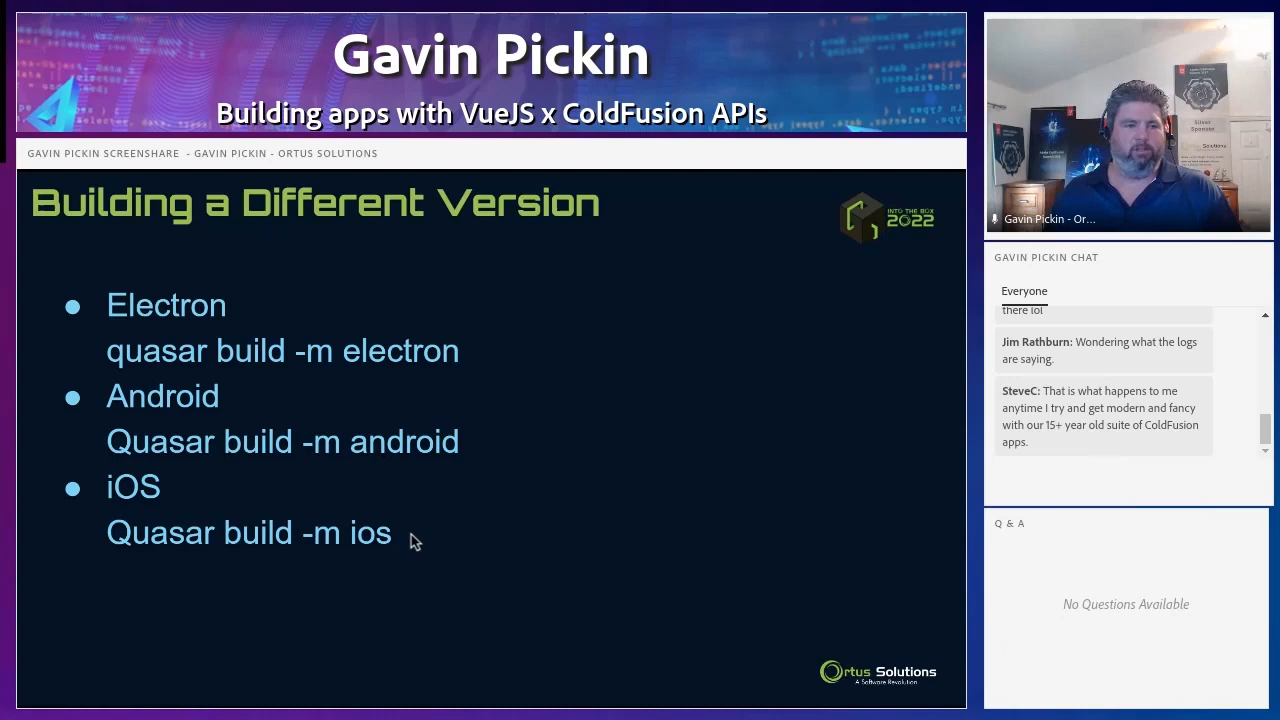 Gavin Pickin
Building apps with VueJS x ColdFusion APIs
GAVIN PICKIN SCREENSHARE - GAVIN PICKIN - ORTUS SOLUTIONS
Building a Different Version
INTO THE BOX
2022
● Electron
quasar build -m electron
● Android
Quasar build -m android
● iOS
Quasar build -m ios
Ortus Solutions
A Software Revolution
Silver
Sponsor
Gavin Pickin - Or...
GAVIN PICKIN CHAT
Everyone
there lol
Jim Rathburn: Wondering what the logs
are saying.
SteveC: That is what happens to me
anytime I try and get modern and fancy
with our 15+ year old suite of ColdFusion
apps.
Q & A
No Questions Available